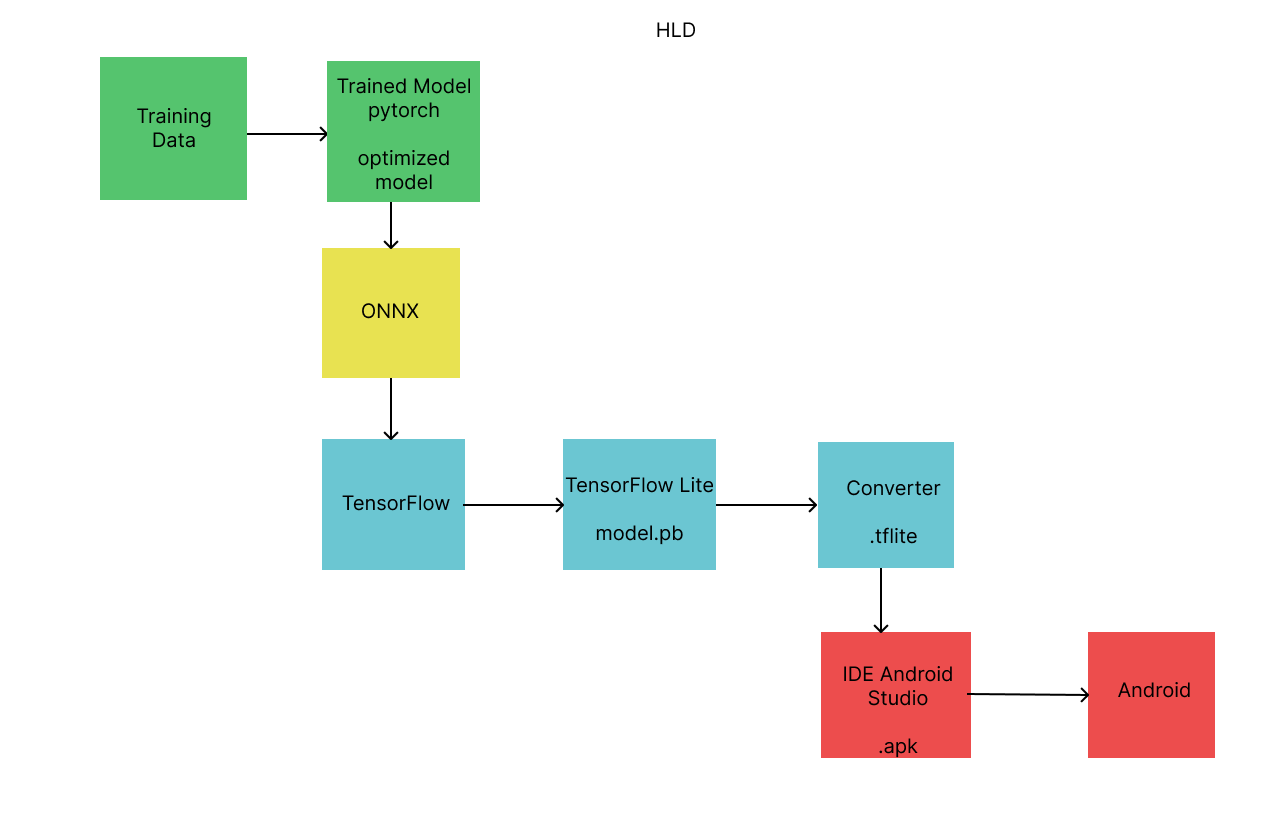 HLD
Training
Data
Trained Model
pytorch
optimized
model
ONNX
TensorFlow
TensorFlow Lite
model.pb
Converter
.tflite
IDE Android
Studio
.apk
Android